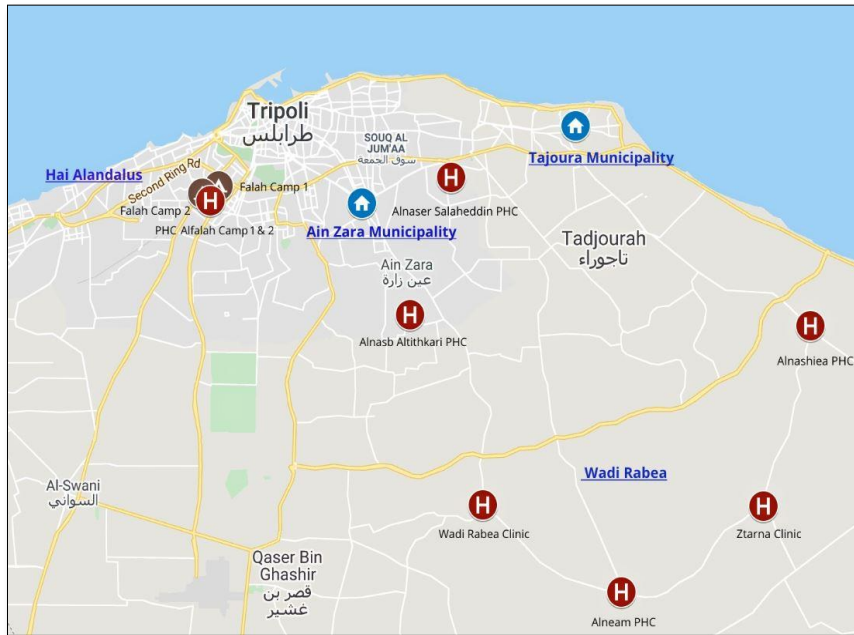 Tripoli
طرابلس
SOUQ AL
JUM'AA
سوق الجمعة
Tajoura Municipality
Hai Alandalus
Second Ring Rd
Falah Camp 1
Falah Camp 2
Alnaser Salaheddin PHC
PHC Alfalah Camp 1 & 2
Ain Zara Municipality
Tadjourah
تاجوراء
Ain Zara
عين زارة
Alnasb Altithkari PHC
Alnashiea PHC
Wadi Rabea
Al-Swani
السواني
Wadi Rabea Clinic
Ztarna Clinic
Qaser Bin
Ghashir
قصر بن
غشير
Alneam PHC
H
H
H
H
H
H
H